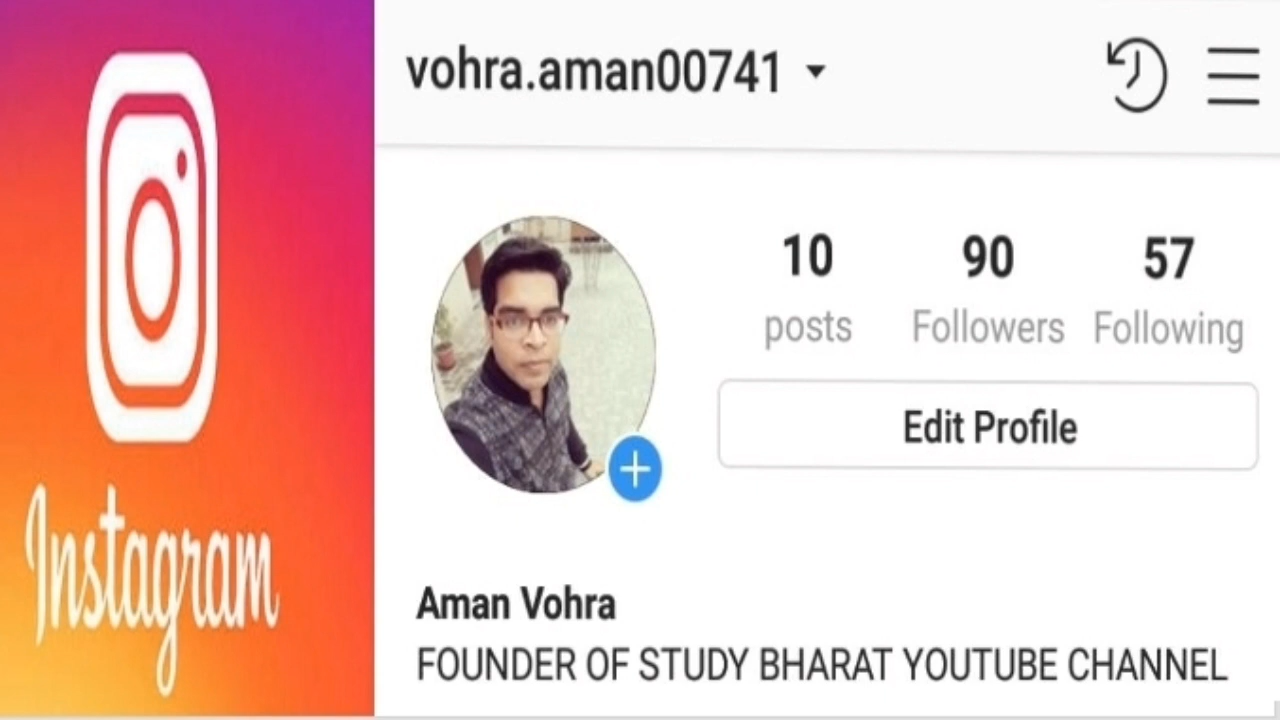 Instagram
vohra.aman00741
10 90 57
posts Followers Following
Edit Profile
Aman Vohra
FOUNDER OF STUDY BHARAT YOUTUBE CHANNEL